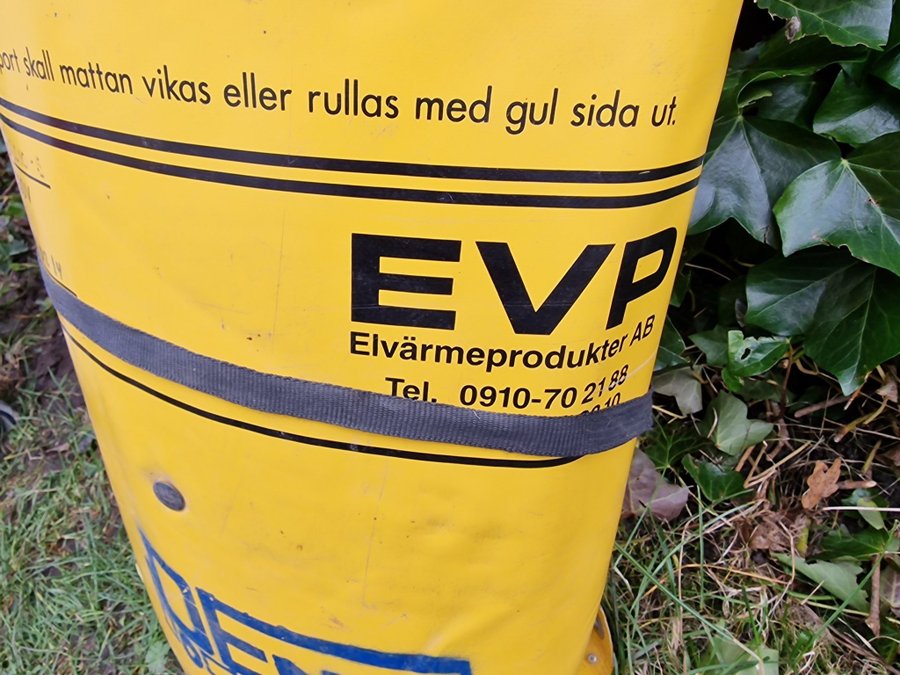 skall mattan vikas eller rullas med gul sida ut.
EVP
Elvärmeprodukter AB
Tel. 0910-70 21 88